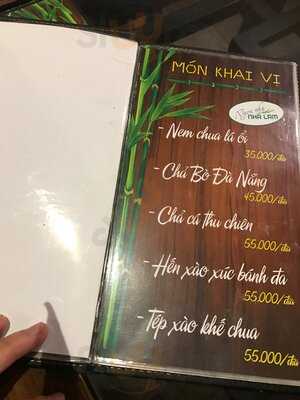 MÓN KHAI VỊ
NHÀ LAM
- Nem chua lá ổi
35.000/đĩa
- Chả Bò Đà Nẵng
45.000/đĩa
- Chả cá thu chiên
55.000/đĩa
- Hến xào xúc bánh đa
55.000/đĩa
- Tép xào khế chua
55.000/đĩa